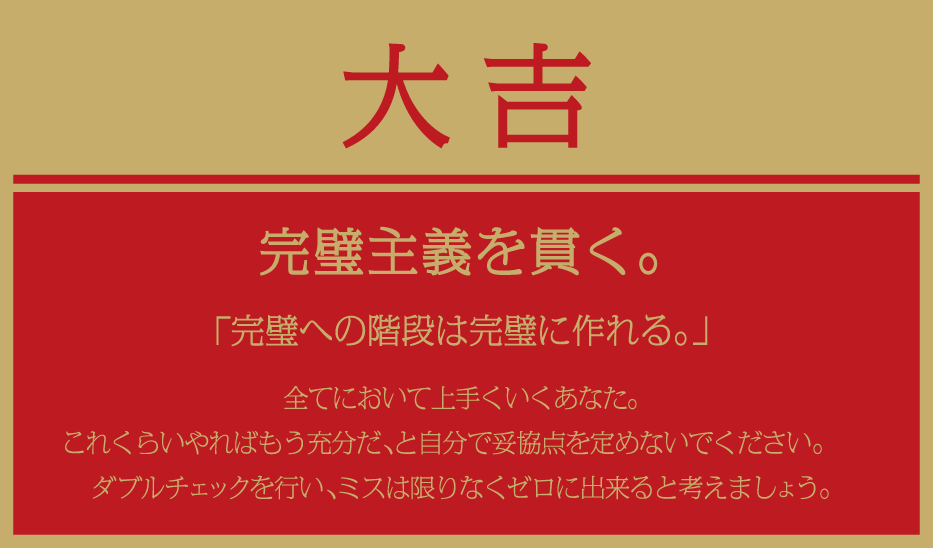 大吉
完璧主義を貫く。
「完璧への階段は完璧に作れる。」
全てにおいて上手くいくあなた。
これくらいやればもう充分だ、と自分で妥協点を定めないでください。
ダブルチェックを行い、ミスは限りなくゼロに出来ると考えましょう。